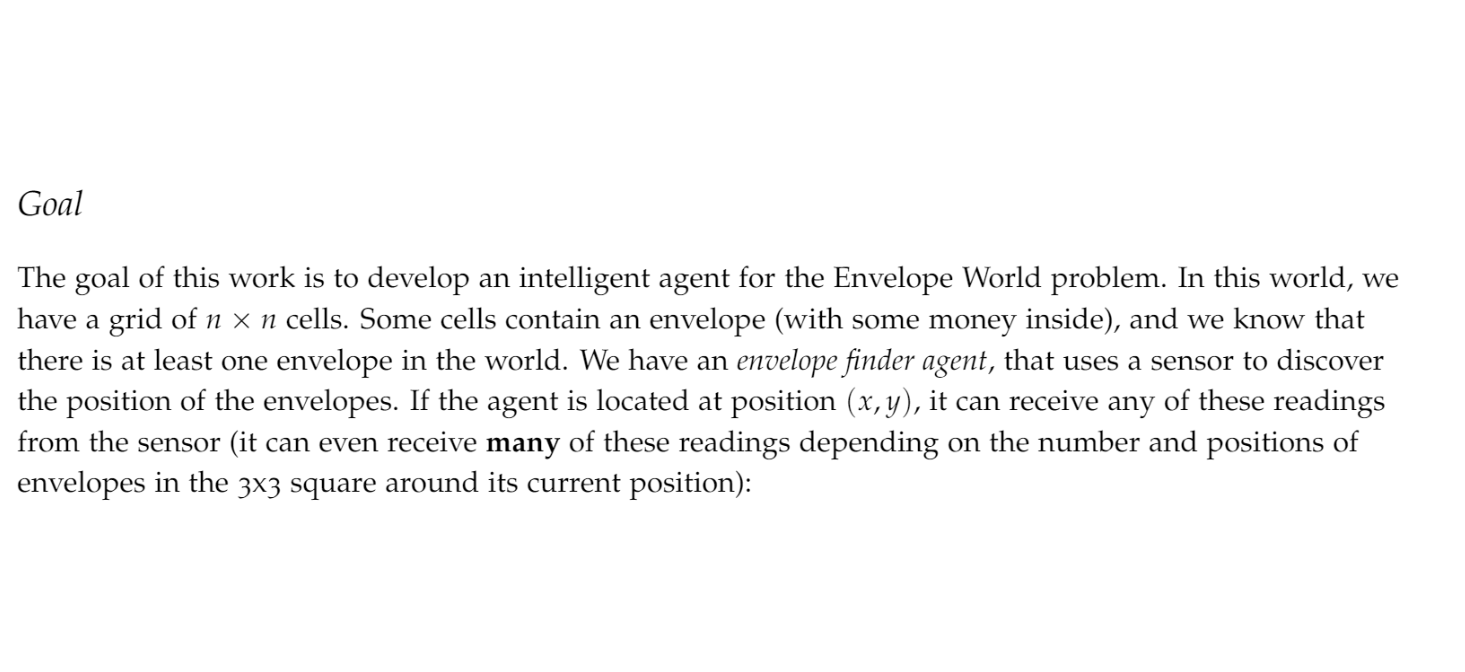 Goal
The goal of this work is to develop an intelligent agent for the Envelope World problem. In this world, we
have a grid of n × n cells. Some cells contain an envelope (with some money inside), and we know that
there is at least one envelope in the world. We have an envelope finder agent, that uses a sensor to discover
the position of the envelopes. If the agent is located at position (x, y), it can receive any of these readings
from the sensor (it can even receive many of these readings depending on the number and positions of
envelopes in the 3x3 square around its current position):